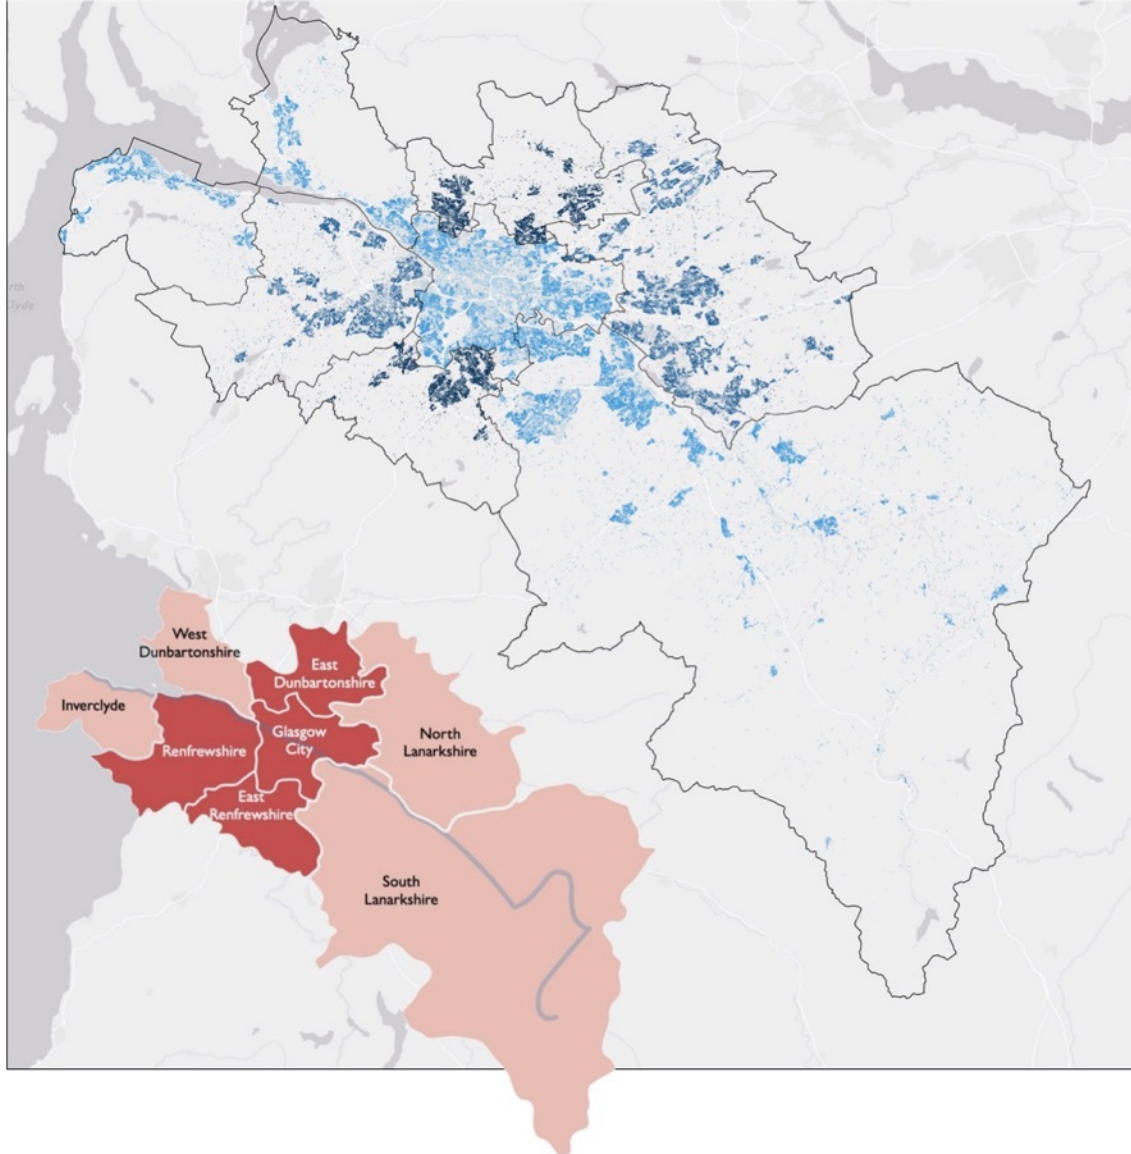 West
Dunbartonshire
East
Dunbartonshire
Inverclyde
Renfrewshire
Glasgow
City
North
Lanarkshire
East
Renfrewshire
South
Lanarkshire